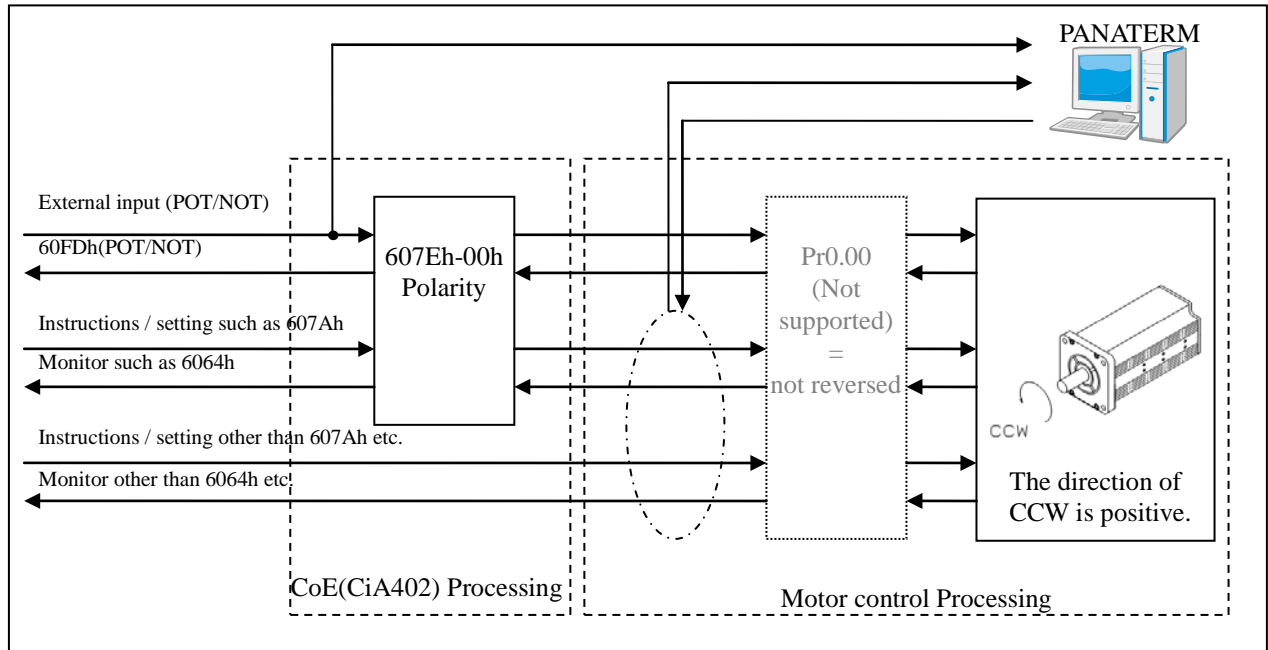 PANATERM
External input (POT/NOT)
60FDh(POT/NOT)
Instructions / setting such as 607Ah
Monitor such as 6064h
Instructions / setting other than 607Ah etc.
Monitor other than 6064h etc.
607Eh-00h
Polarity
CoE(CiA402) Processing
Pr0.00
(Not
supported)
=
not reversed
CCW
The direction of
CCW is positive.
Motor control Processing